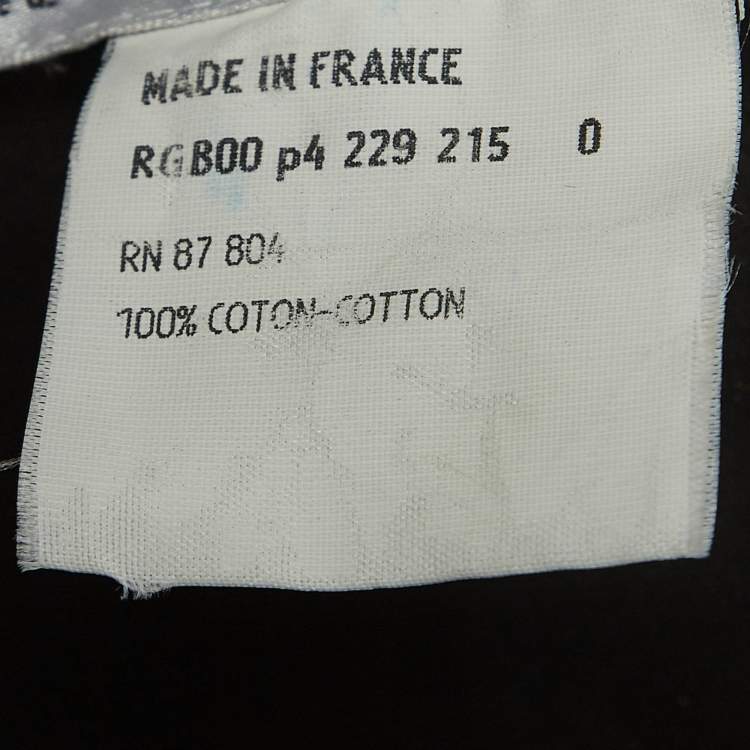 MADE IN FRANCE
RGB00 p4 229 215 0
RN 87 804
100% COTON-COTTON